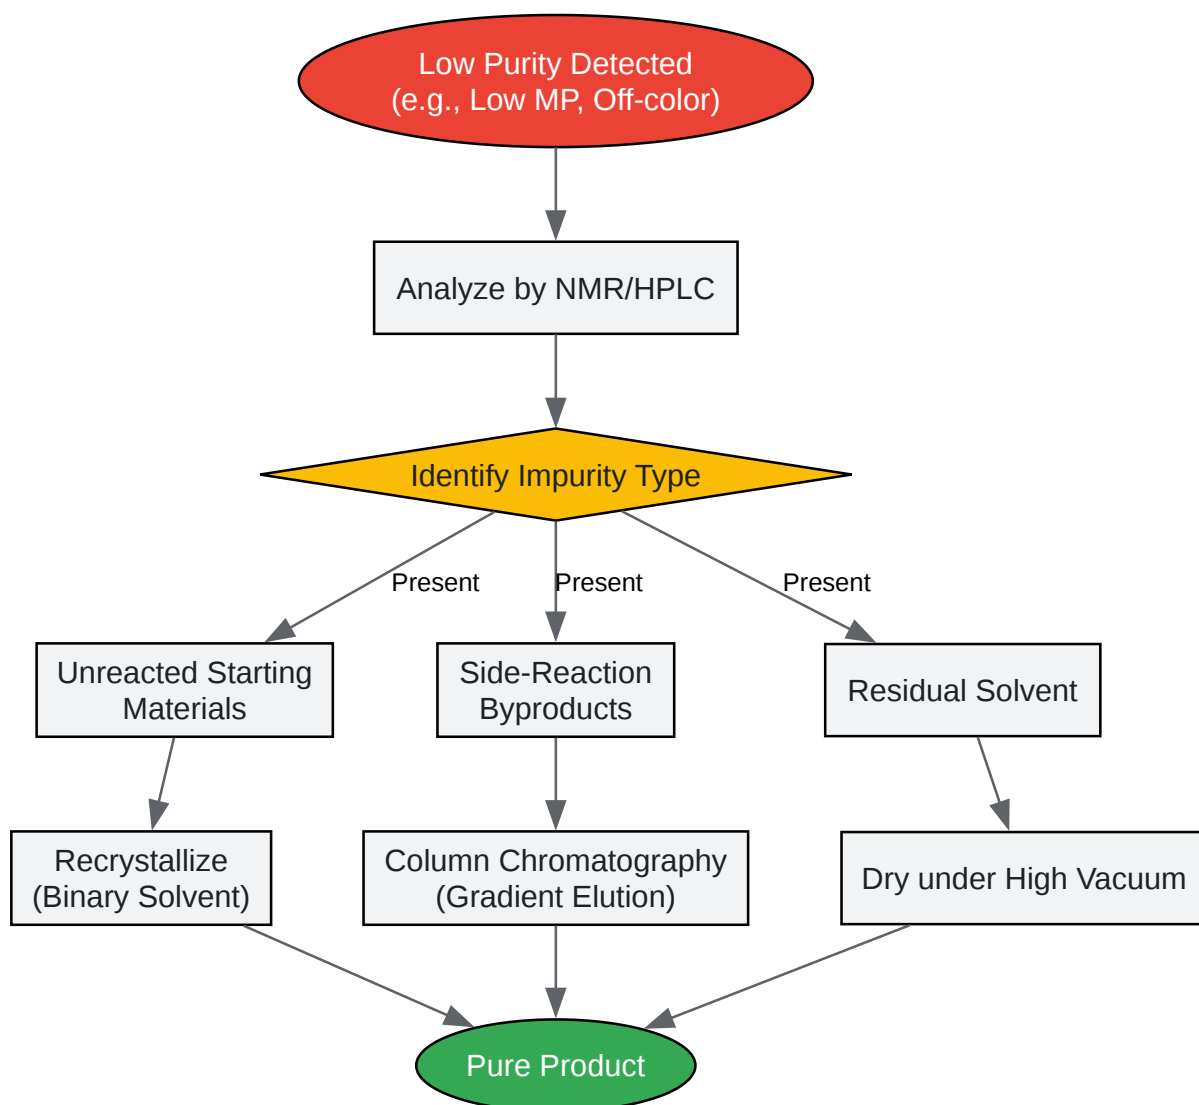 Low Purity Detected
(e.g., Low MP, Off-color)
Analyze by NMR/HPLC
Identify Impurity Type
Present
Present
Present
Unreacted Starting
Materials
Side-Reaction
Byproducts
Residual Solvent
Recrystallize
(Binary Solvent)
Column Chromatography
(Gradient Elution)
Dry under High Vacuum
Pure Product